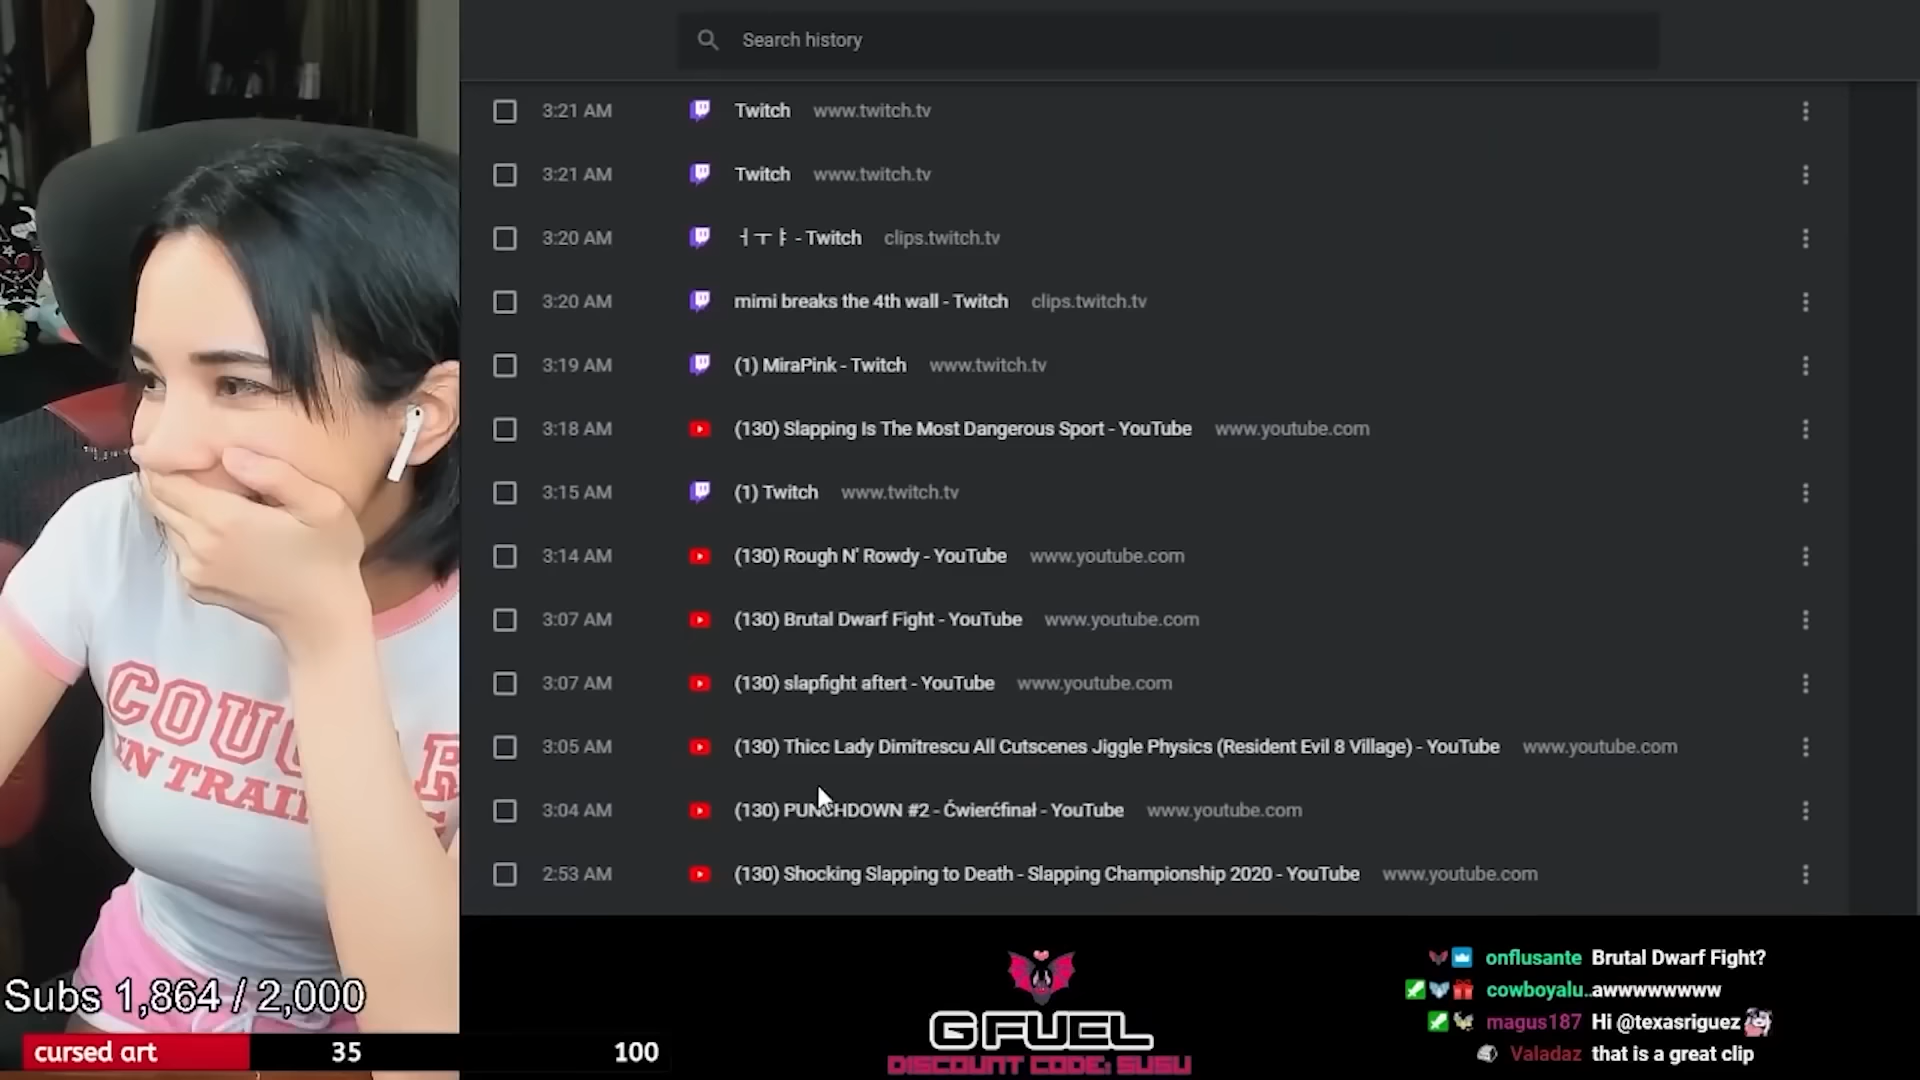 Search history
3:21 AM Twitch www.twitch.tv
3:21 AM Twitch www.twitch.tv
3:20 AM ㅕㅜㅑ - Twitch clips.twitch.tv
3:20 AM mimi breaks the 4th wall - Twitch clips.twitch.tv
3:19 AM (1) MiraPink - Twitch www.twitch.tv
3:18 AM (130) Slapping Is The Most Dangerous Sport - YouTube www.youtube.com
3:15 AM (1) Twitch www.twitch.tv
3:14 AM (130) Rough N' Rowdy - YouTube www.youtube.com
3:07 AM (130) Brutal Dwarf Fight - YouTube www.youtube.com
3:07 AM (130) slapfight aftert - YouTube www.youtube.com
3:05 AM (130) Thicc Lady Dimitrescu All Cutscenes Jiggle Physics (Resident Evil 8 Village) - YouTube www.youtube.com
3:04 AM (130) PUNCHDOWN #2 - Ćwierćfinał - YouTube www.youtube.com
2:53 AM (130) Shocking Slapping to Death - Slapping Championship 2020 - YouTube www.youtube.com
COU R
IN TRAI
Subs 1,864 / 2,000
cursed art 35 100
G FUEL
DISCOUNT CODE: SUSU
onflusante Brutal Dwarf Fight?
cowboyalu..awwwwwwww
magus187 Hi @texasriguez
Valadaz that is a great clip